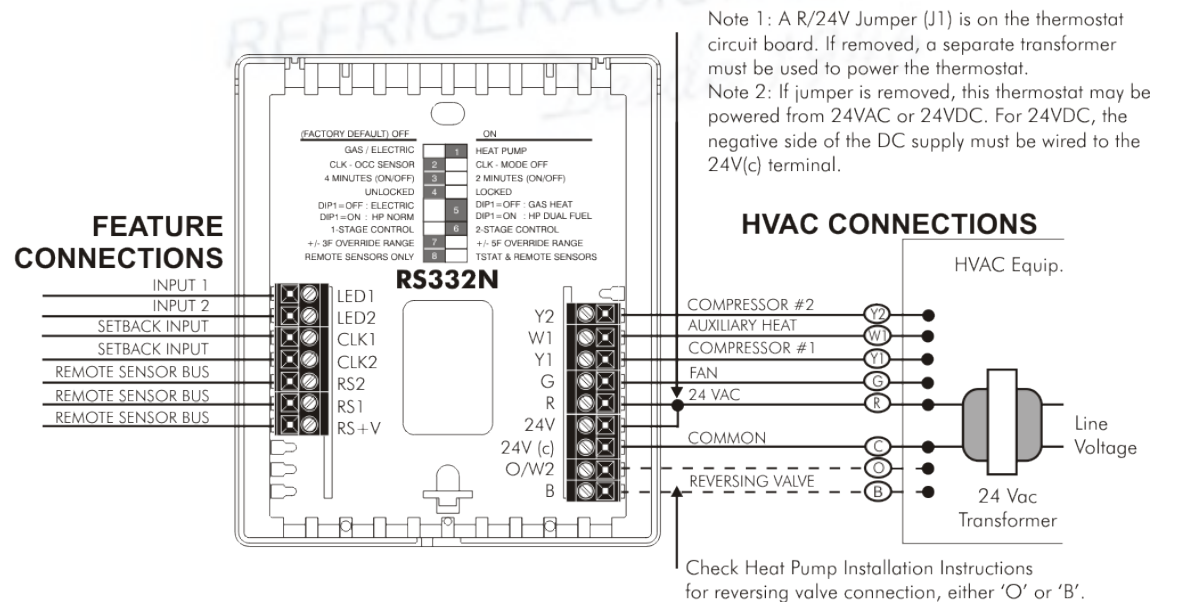 REFRIGERACIÓ
Desde
Note 1: A R/24V Jumper (J1) is on the thermostat
circuit board. If removed, a separate transformer
must be used to power the thermostat.
Note 2: If jumper is removed, this thermostat may be
powered from 24VAC or 24VDC. For 24VDC, the
negative side of the DC supply must be wired to the
24V(c) terminal.
(FACTORY DEFAULT) OFF ON
GAS / ELECTRIC 1 HEAT PUMP
CLK - OCC SENSOR 2 CLK - MODE OFF
4 MINUTES (ON/OFF) 3 2 MINUTES (ON/OFF)
UNLOCKED 4 LOCKED
DIP1=OFF : ELECTRIC 5 DIP1=OFF : GAS HEAT
DIP1=ON : HP NORM DIP1=ON : HP DUAL FUEL
1-STAGE CONTROL 6 2-STAGE CONTROL
+/- 3F OVERRIDE RANGE 7 +/- 5F OVERRIDE RANGE
REMOTE SENSORS ONLY 8 TSTAT & REMOTE SENSORS
RS332N
FEATURE
CONNECTIONS
INPUT 1 LED1
INPUT 2 LED2
SETBACK INPUT CLK1
SETBACK INPUT CLK2
REMOTE SENSOR BUS RS2
REMOTE SENSOR BUS RS1
REMOTE SENSOR BUS RS+V
HVAC CONNECTIONS
HVAC Equip.
Y2 COMPRESSOR #2 Y2
W1 AUXILIARY HEAT W1
Y1 COMPRESSOR #1 Y1
G FAN G
R 24 VAC R
24V
24V (c) COMMON C
O/W2 O
B REVERSING VALVE B
Line
Voltage
24 Vac
Transformer
Check Heat Pump Installation Instructions
for reversing valve connection, either ‘O’ or ‘B’.